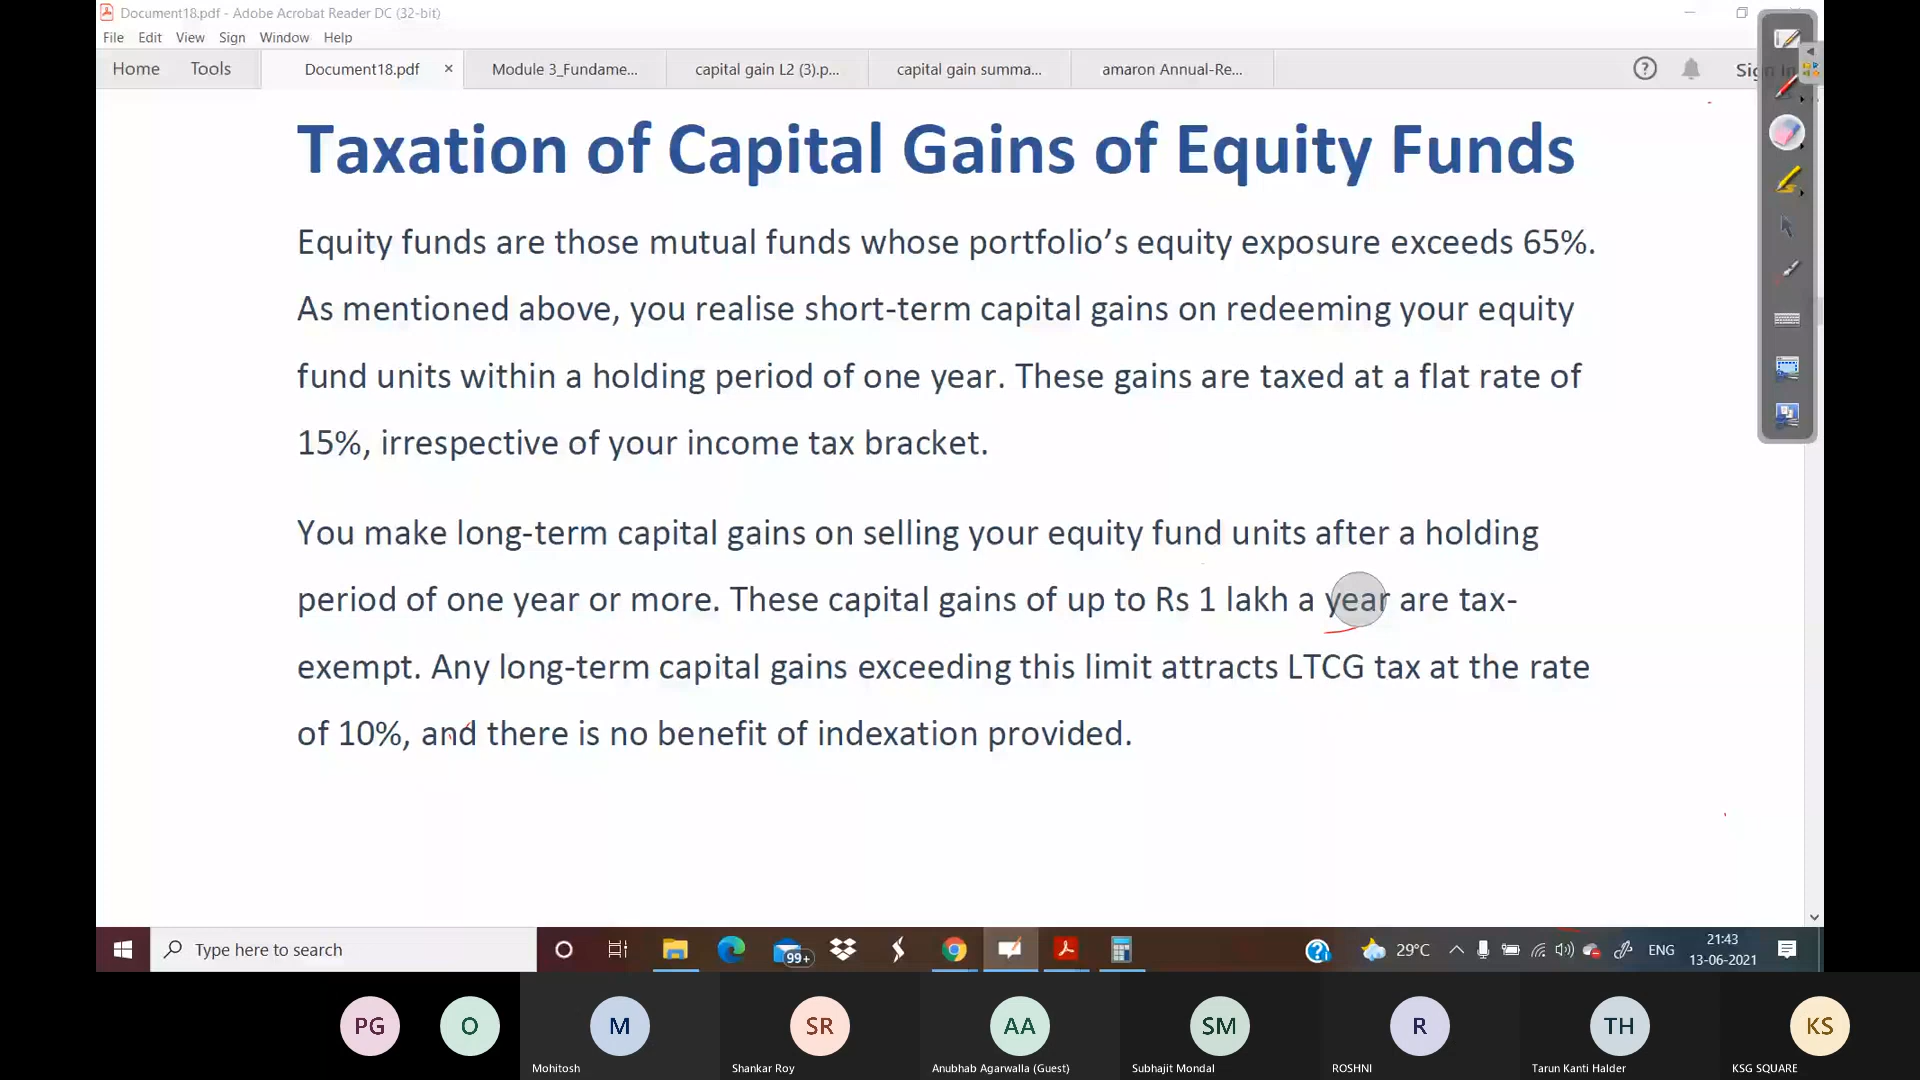 Document18.pdf - Adobe Acrobat Reader DC (32-bit)
File Edit View Sign Window Help
Home Tools Document18.pdf × Module 3_Fundame... capital gain L2 (3).p... capital gain summa... amaron Annual-Re... Sign In
Taxation of Capital Gains of Equity Funds
Equity funds are those mutual funds whose portfolio’s equity exposure exceeds 65%.
As mentioned above, you realise short-term capital gains on redeeming your equity
fund units within a holding period of one year. These gains are taxed at a flat rate of
15%, irrespective of your income tax bracket.
You make long-term capital gains on selling your equity fund units after a holding
period of one year or more. These capital gains of up to Rs 1 lakh a year are tax-
exempt. Any long-term capital gains exceeding this limit attracts LTCG tax at the rate
of 10%, and there is no benefit of indexation provided.
Type here to search
99+
29°C
ENG
21:43
13-06-2021
PG O M SR AA SM R TH KS
Mohitosh Shankar Roy Anubhab Agarwalla (Guest) Subhajit Mondal ROSHNI Tarun Kanti Halder KSG SQUARE